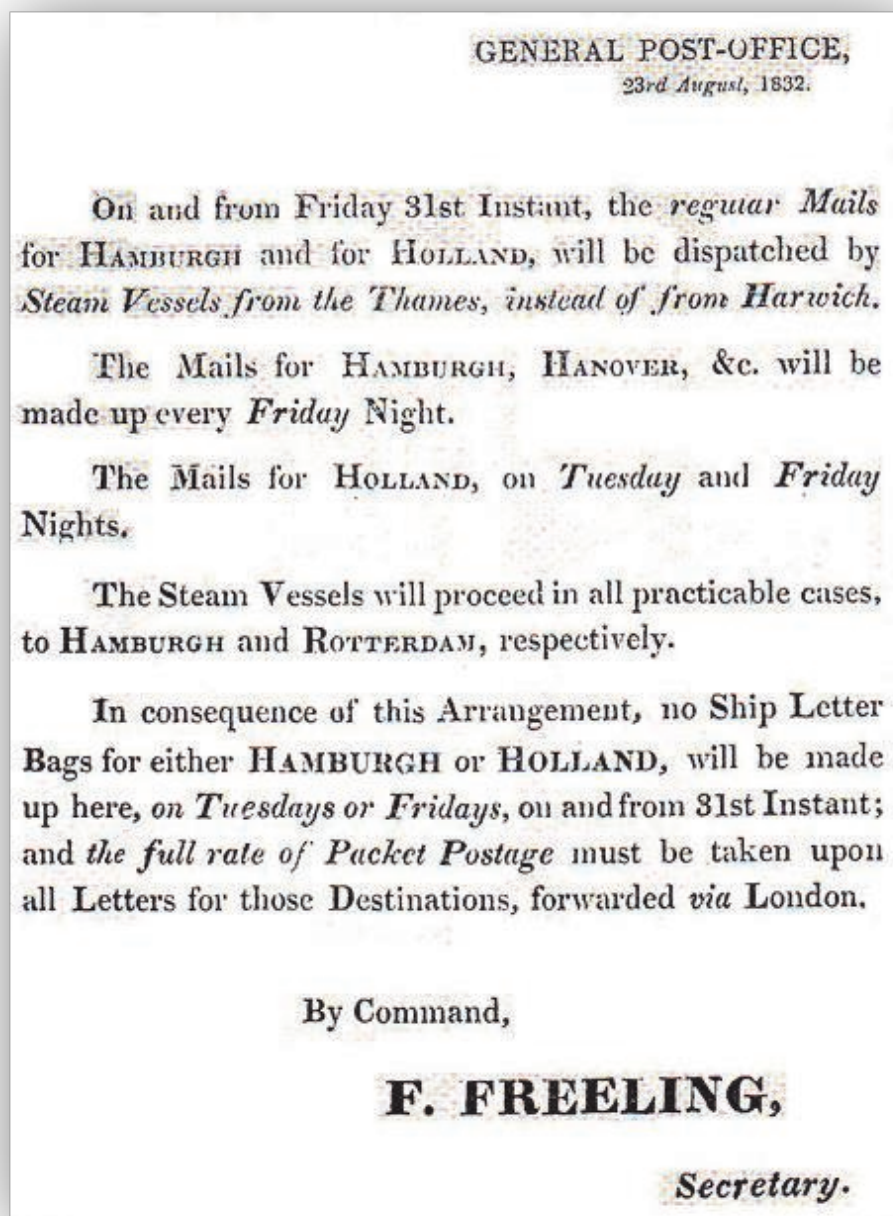 GENERAL POST-OFFICE,
23rd August, 1832.
On and from Friday 31st Instant, the regular Mails
for HAMBURGH and for HOLLAND, will be dispatched by
Steam Vessels from the Thames, instead of from Harwich.
The Mails for HAMBURGH, HANOVER, &c. will be
made up every Friday Night.
The Mails for HOLLAND, on Tuesday and Friday
Nights.
The Steam Vessels will proceed in all practicable cases,
to HAMBURGH and ROTTERDAM, respectively.
In consequence of this Arrangement, no Ship Letter
Bags for either HAMBURGH or HOLLAND, will be made
up here, on Tuesdays or Fridays, on and from 31st Instant;
and the full rate of Packet Postage must be taken upon
all Letters for those Destinations, forwarded via London.
By Command,
F. FREELING,
Secretary.